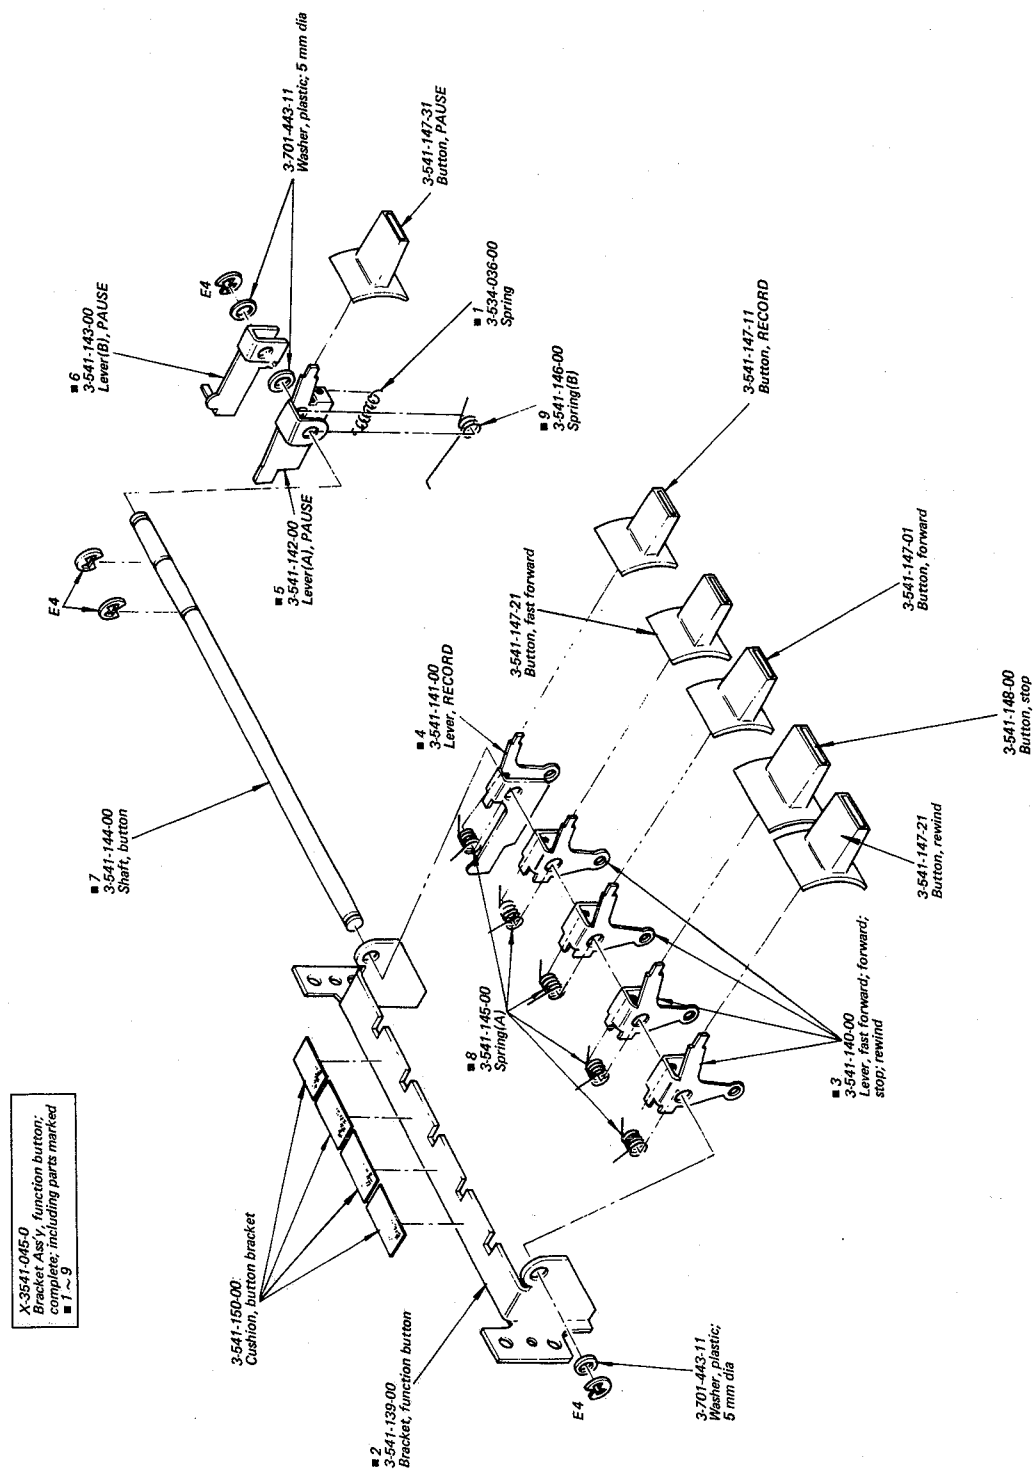 X-3541-045-0
Bracket Ass'y, function button;
complete; including parts marked
■ 1 ~ 9
3-541-150-00
Cushion, button bracket
■ 2
3-541-139-00
Bracket, function button
E4
3-701-443-11
Washer, plastic;
5 mm dia
■ 7
3-541-144-00
Shaft, button
■ 8
3-541-145-00
Spring(A)
■ 3
3-541-140-00
Lever, fast forward; forward;
stop; rewind
■ 4
3-541-141-00
Lever, RECORD
3-541-147-21
Button, rewind
3-541-148-00
Button, stop
3-541-147-01
Button, forward
3-541-147-21
Button, fast forward
3-541-147-11
Button, RECORD
E4
■ 5
3-541-142-00
Lever(A), PAUSE
■ 6
3-541-143-00
Lever(B), PAUSE
E4
3-701-443-11
Washer, plastic; 5 mm dia
3-541-147-31
Button, PAUSE
■ 1
3-534-036-00
Spring
■ 9
3-541-146-00
Spring(B)